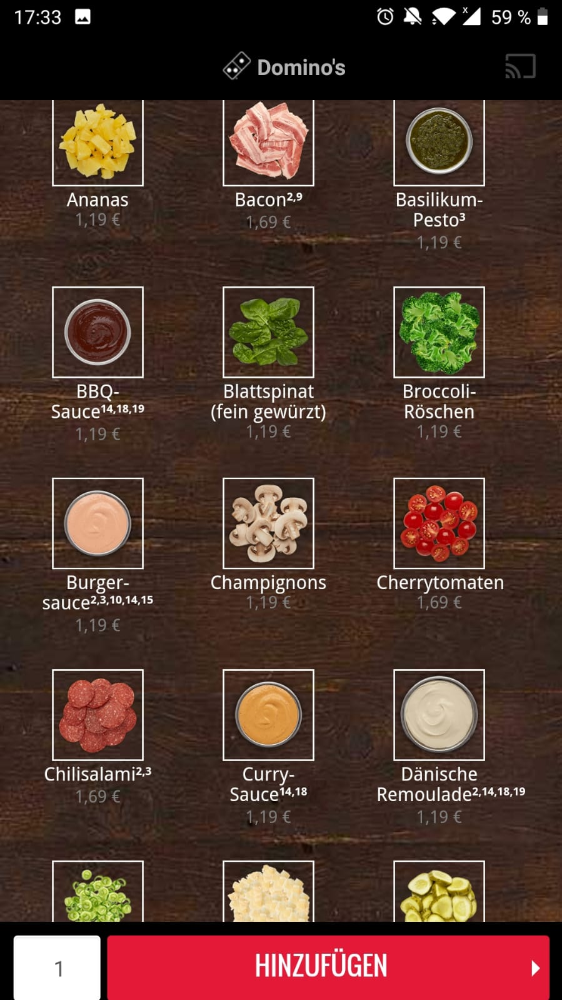 17:33
x
59 %
Domino's
Ananas
1,19 €
Bacon2,9
1,69 €
Basilikum-
Pesto3
1,19 €
BBQ-
Sauce14,18,19
1,19 €
Blattspinat
(fein gewürzt)
1,19 €
Broccoli-
Röschen
1,19 €
Burger-
sauce2,3,10,14,15
1,19 €
Champignons
1,19 €
Cherrytomaten
1,69 €
Chilisalami2,3
1,69 €
Curry-
Sauce14,18
1,19 €
Dänische
Remoulade2,14,18,19
1,19 €
1
HINZUFÜGEN